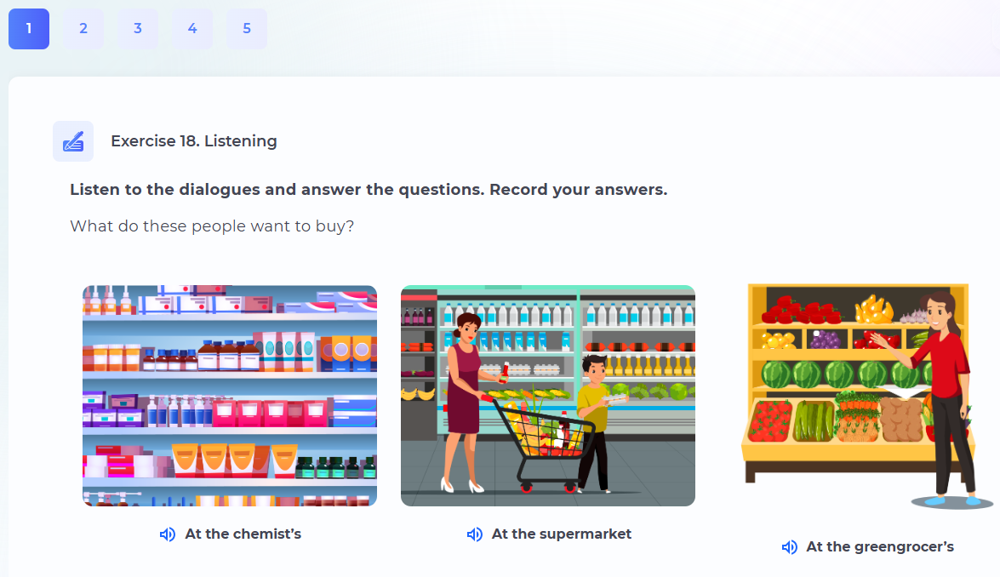 1 2 3 4 5
Exercise 18. Listening
Listen to the dialogues and answer the questions. Record your answers.
What do these people want to buy?
At the chemist’s
At the supermarket
At the greengrocer’s